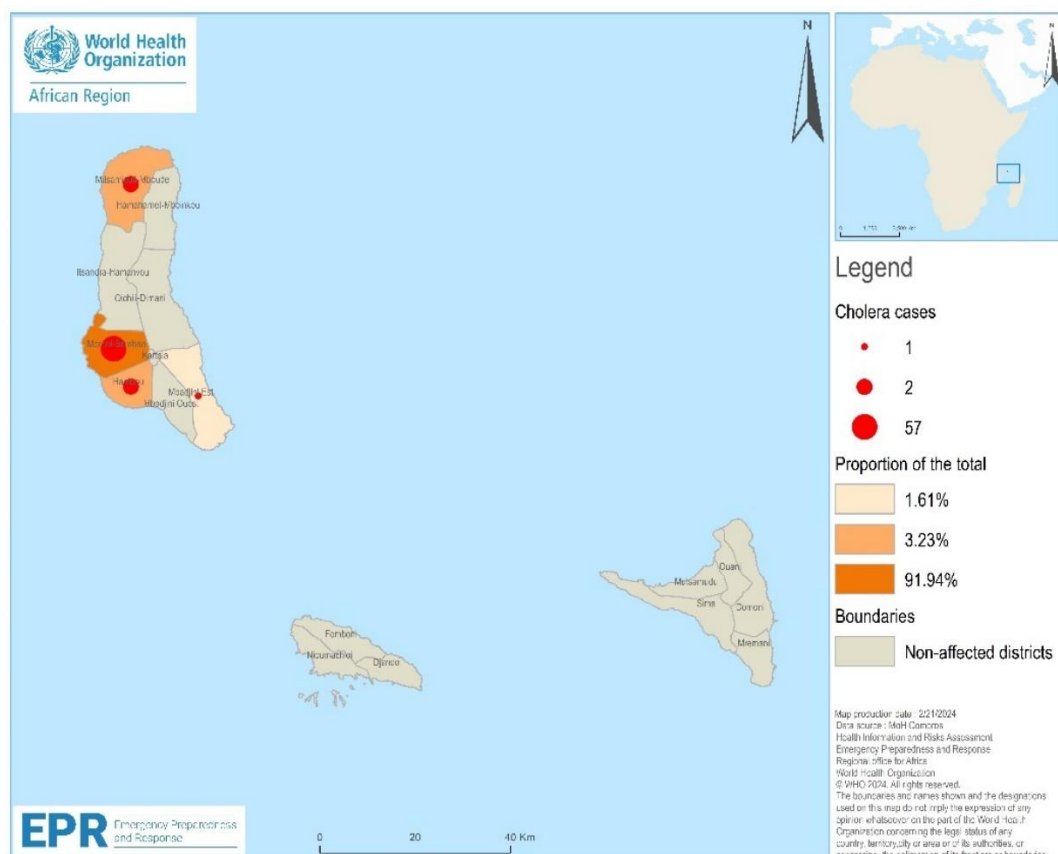 World Health
Organization
African Region
N
N
Hamahamet-Mboinkou
Itsandra-Hamanvou
Oichili-Dimani
Mbadjini Est
Mbadjini Oues.
Ouani
Mutsamudu
Sima
Domoni
Mremani
Fomboni
Djando
0
20
40 Km
EPR
Emergency Preparedness
and Response
Legend
Cholera cases
1
2
57
Proportion of the total
1.61%
3.23%
91.94%
Boundaries
Non-affected districts
Map production date : 2/21/2024
Data source : MoH Comoros
Health Information and Risks Assessment
Emergency Preparedness and Response
Regional office for Africa
World Health Organization
© WHO 2024. All rights reserved.
The boundaries and names shown and the designations
used on this map do not imply the expression of any
opinion whatsoever on the part of the World Health
Organization concerning the legal status of any
country, territory,city or area or of its authorities, or